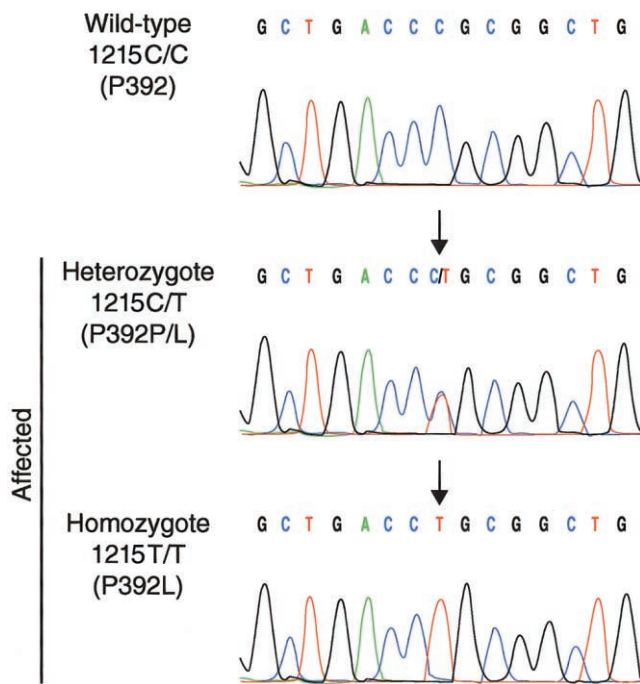 Wild-type
1215C/C
(P392)
G C T G A C C C G C G G C T G
Affected
Heterozygote
1215C/T
(P392P/L)
G C T G A C C C/T G C G G C T G
Homozygote
1215T/T
(P392L)
G C T G A C C T G C G G C T G